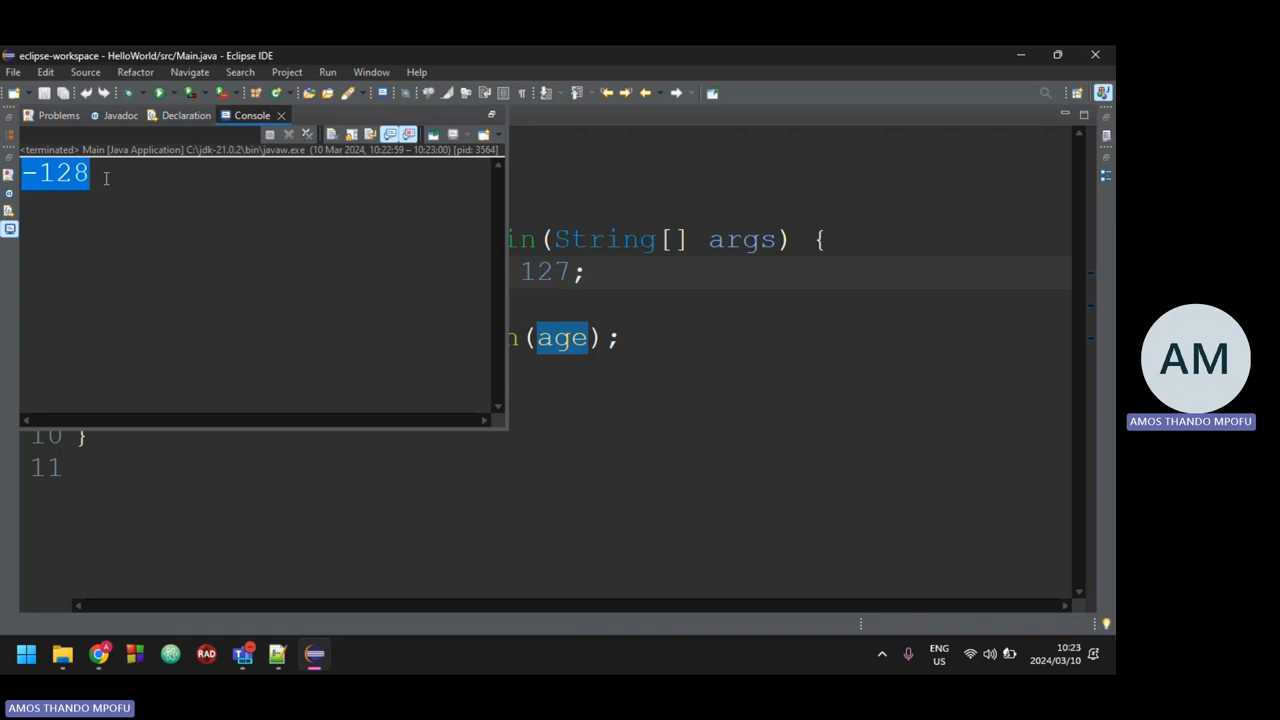 eclipse-workspace - HelloWorld/src/Main.java - Eclipse IDE
File Edit Source Refactor Navigate Search Project Run Window Help
Problems Javadoc Declaration Console
<terminated> Main [Java Application] C:\jdk-21.0.2\bin\javaw.exe (10 Mar 2024, 10:22:59 – 10:23:00) [pid: 3564]
-128
in(String[] args) {
127;
n(age);
10 }
11
AM
AMOS THANDO MPOFU
RAD
ENG
US
10:23
2024/03/10
AMOS THANDO MPOFU